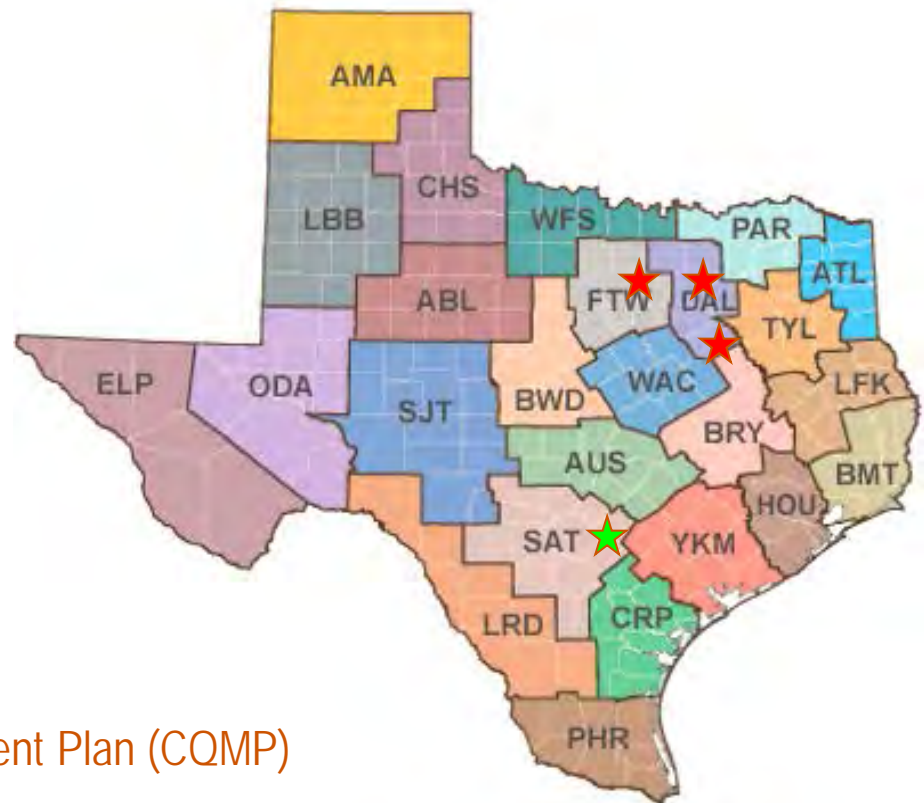 AMA
CHS
LBB
WFS
PAR
ATL
FTW
DAL
ABL
TYL
ELP
ODA
WAC
LFK
SJT
BWD
BRY
AUS
BMT
HOU
SAT
YKM
CRP
LRD
PHR
ent Plan (CQMP)